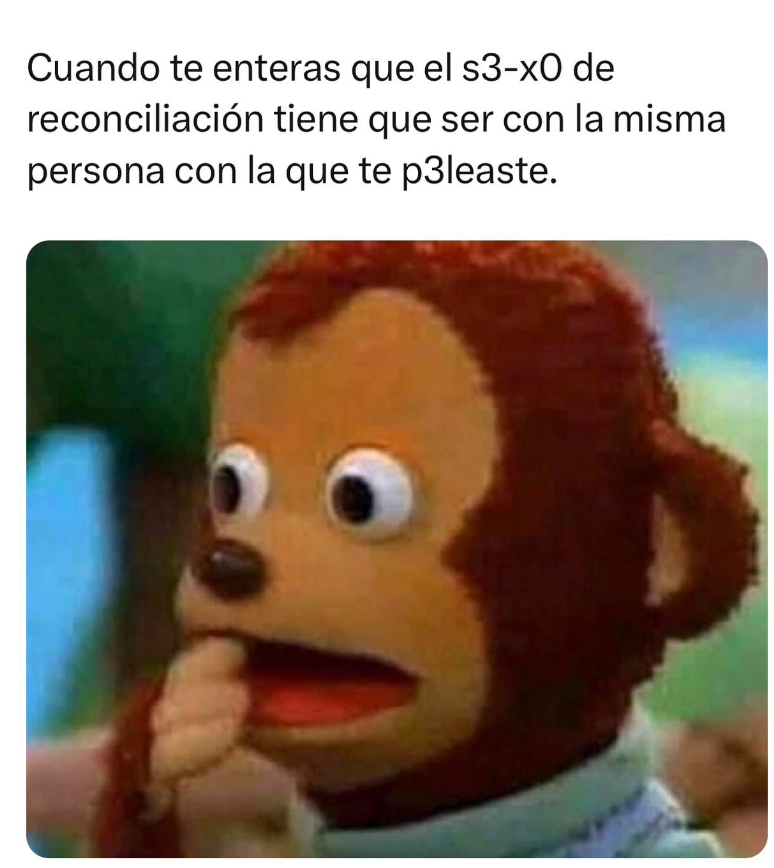 Cuando te enteras que el s3-x0 de
reconciliación tiene que ser con la misma
persona con la que te p3leaste.